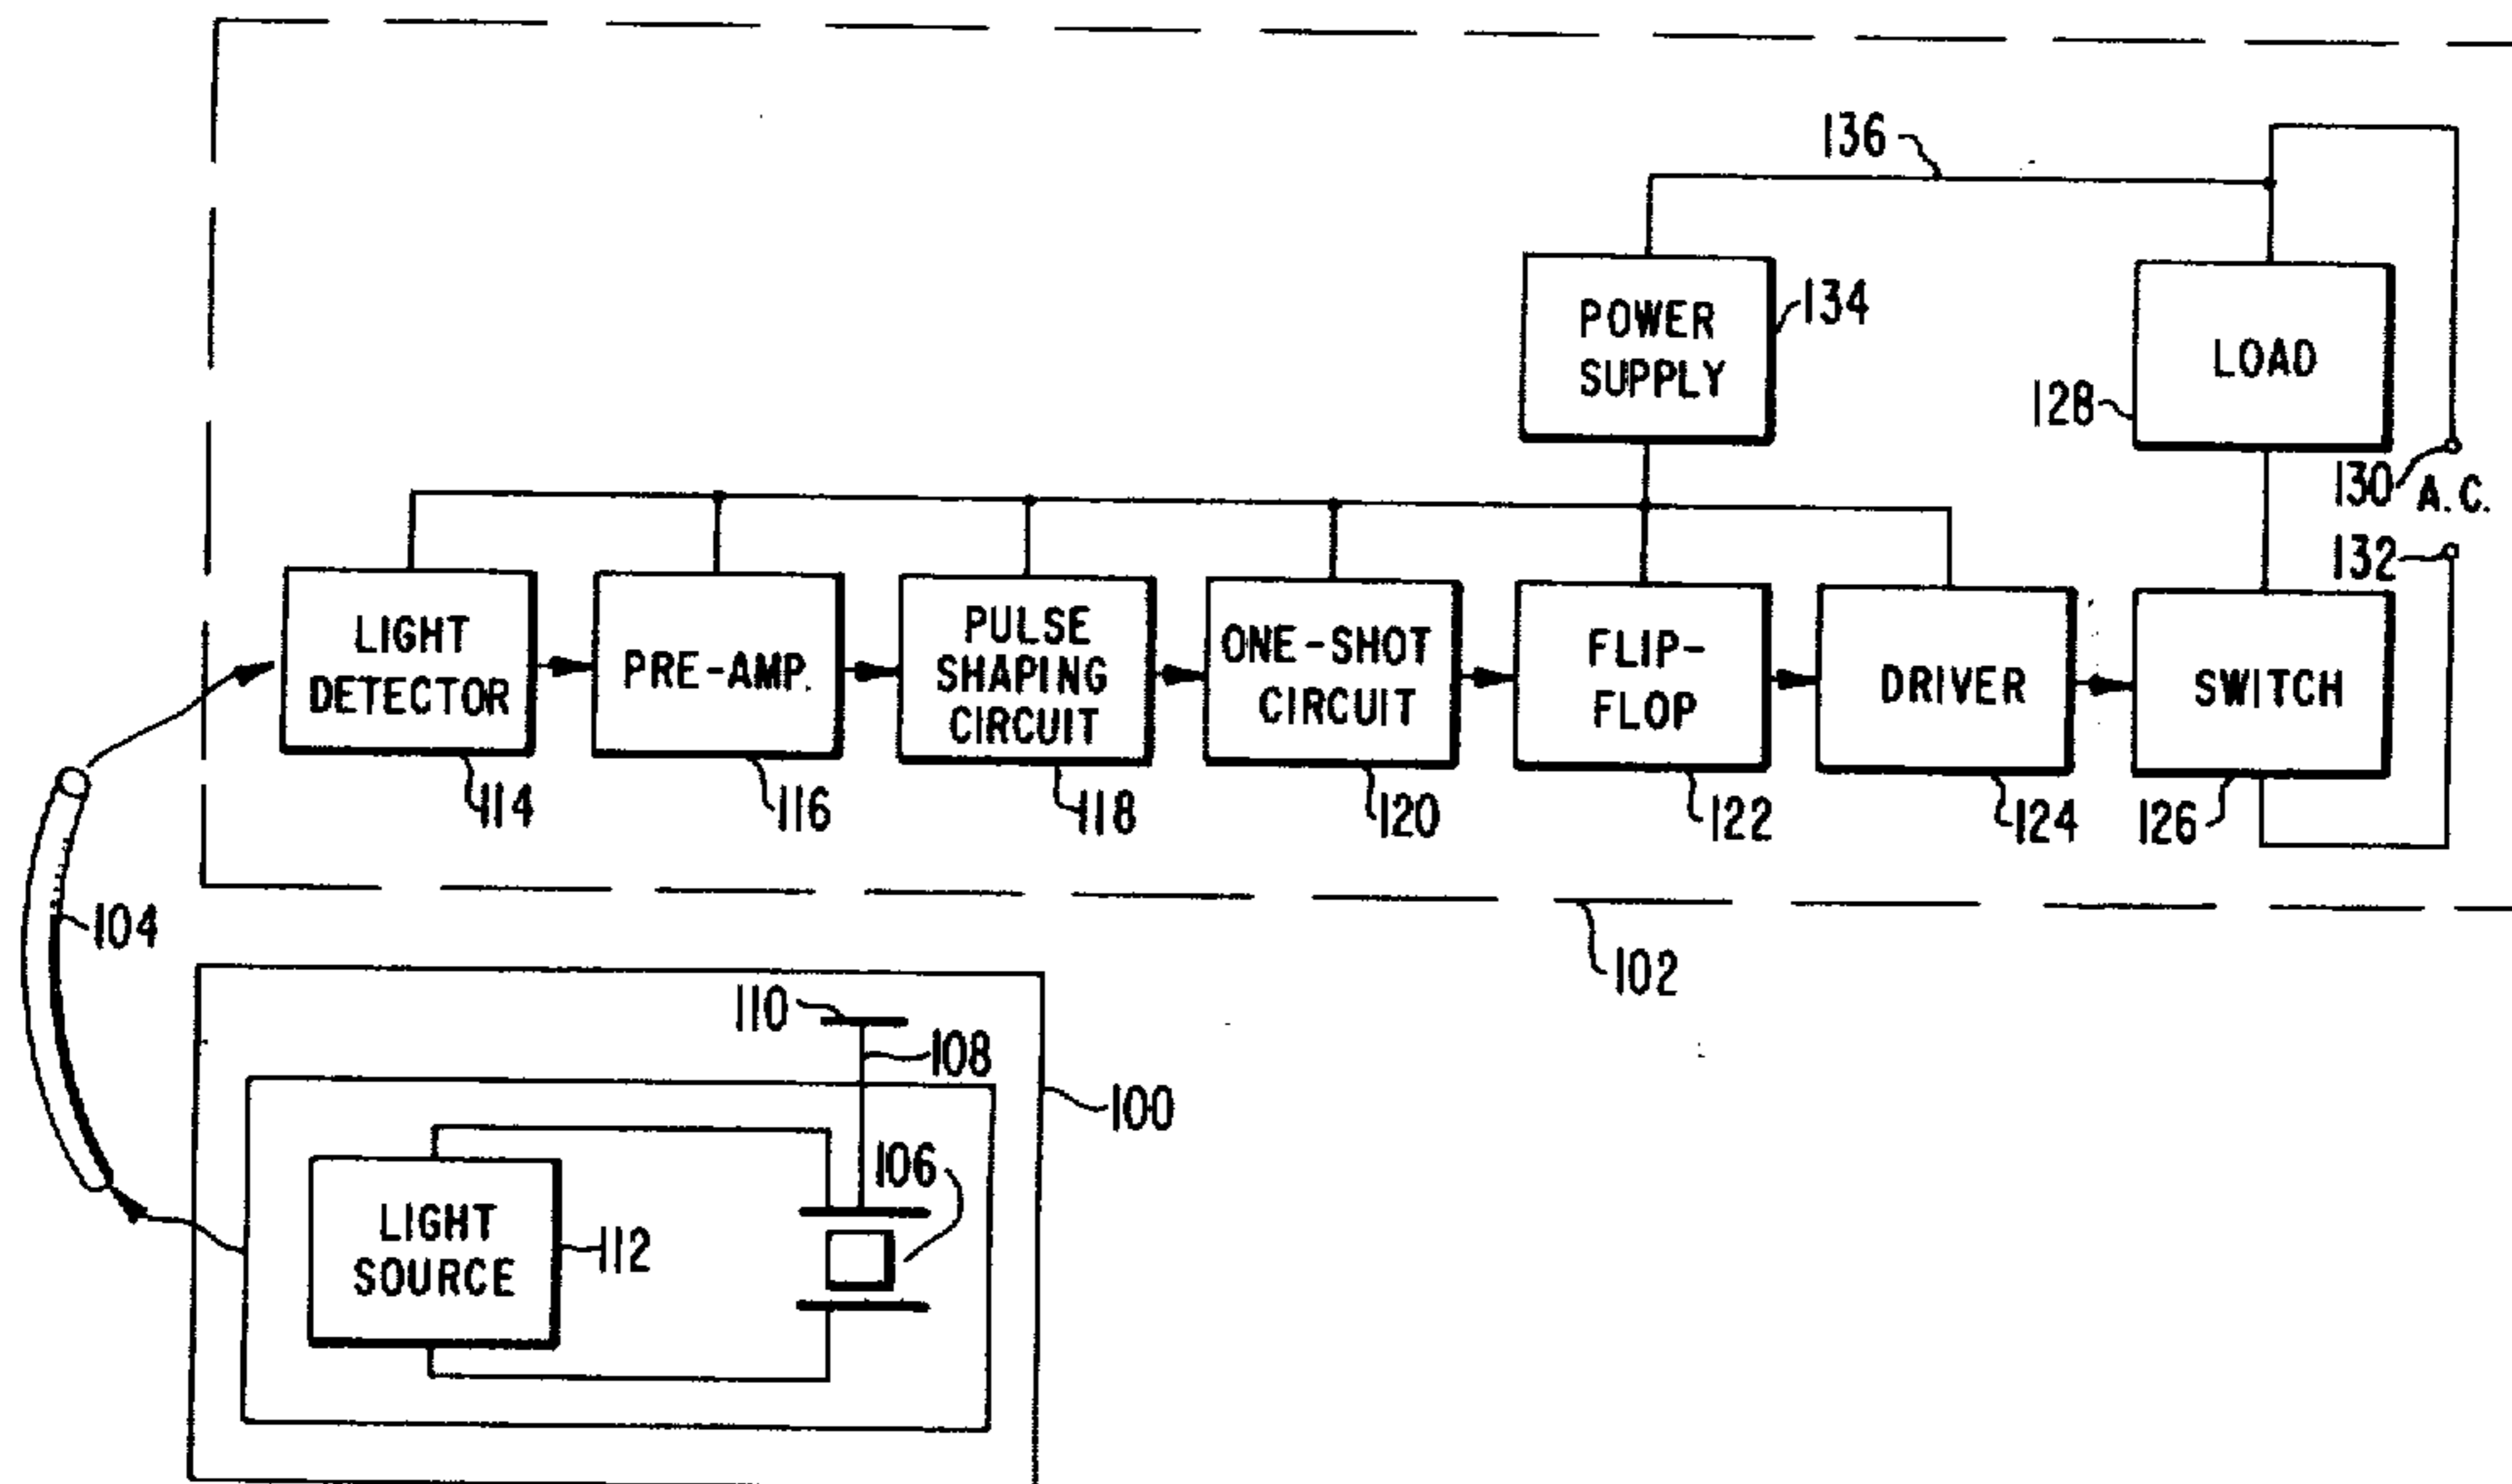 136
POWER
SUPPLY
134
LOAD
128
130
A.C.
132
LIGHT
DETECTOR
PRE-AMP.
PULSE
SHAPING
CIRCUIT
ONE-SHOT
CIRCUIT
FLIP-
FLOP
DRIVER
SWITCH
114
116
118
120
122
124
126
104
102
110
108
100
106
LIGHT
SOURCE
112